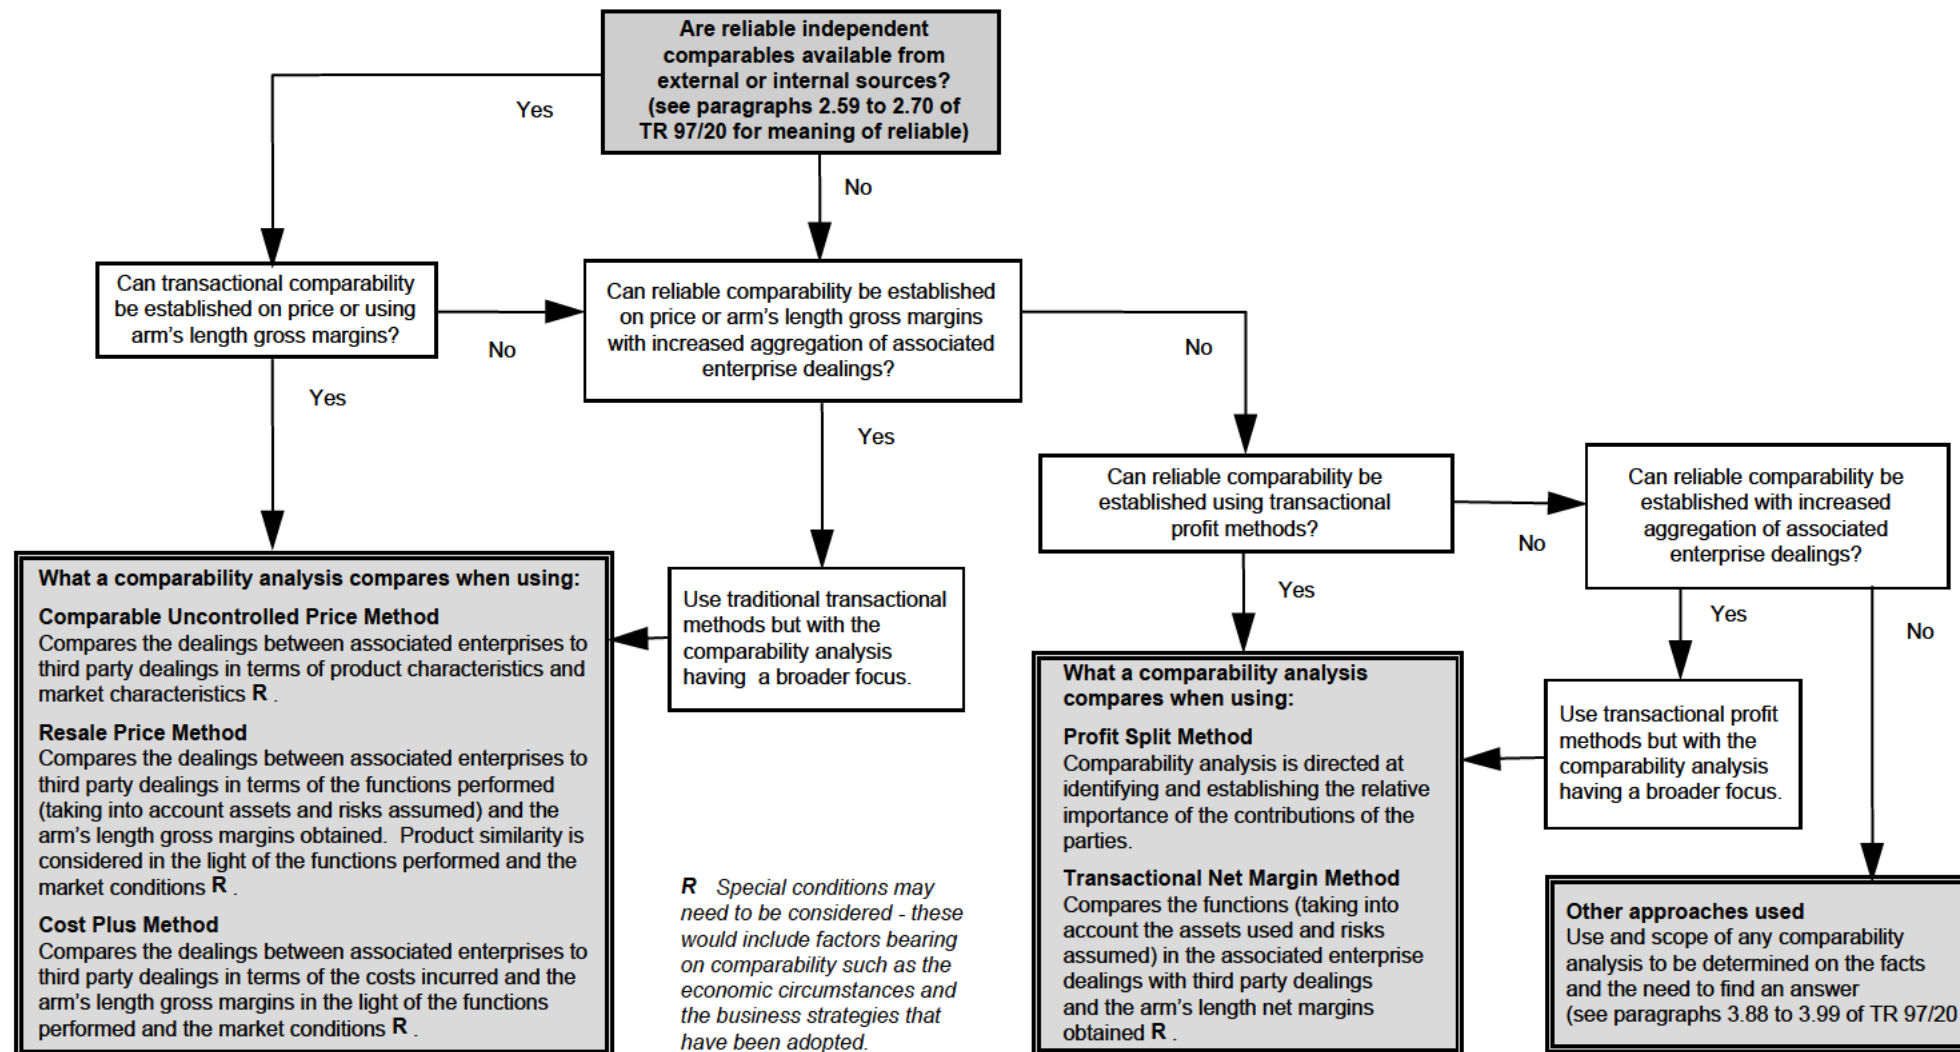 Are reliable independent
comparables available from
external or internal sources?
(see paragraphs 2.59 to 2.70 of
TR 97/20 for meaning of reliable)
Yes
No
Can transactional comparability
be established on price or using
arm's length gross margins?
No
Yes
Can reliable comparability be established
on price or arm's length gross margins
with increased aggregation of associated
enterprise dealings?
No
Yes
Can reliable comparability be
established using transactional
profit methods?
No
Yes
Can reliable comparability be
established with increased
aggregation of associated
enterprise dealings?
Yes
No
What a comparability analysis compares when using:
Comparable Uncontrolled Price Method
Compares the dealings between associated enterprises to
third party dealings in terms of product characteristics and
market characteristics R .
Resale Price Method
Compares the dealings between associated enterprises to
third party dealings in terms of the functions performed
(taking into account assets and risks assumed) and the
arm's length gross margins obtained. Product similarity is
considered in the light of the functions performed and the
market conditions R .
Cost Plus Method
Compares the dealings between associated enterprises to
third party dealings in terms of the costs incurred and the
arm's length gross margins in the light of the functions
performed and the market conditions R .
Use traditional transactional
methods but with the
comparability analysis
having a broader focus.
R Special conditions may
need to be considered - these
would include factors bearing
on comparability such as the
economic circumstances and
the business strategies that
have been adopted.
What a comparability analysis
compares when using:
Profit Split Method
Comparability analysis is directed at
identifying and establishing the relative
importance of the contributions of the
parties.
Transactional Net Margin Method
Compares the functions (taking into
account the assets used and risks
assumed) in the associated enterprise
dealings with third party dealings
and the arm's length net margins
obtained R .
Use transactional profit
methods but with the
comparability analysis
having a broader focus.
Other approaches used
Use and scope of any comparability
analysis to be determined on the facts
and the need to find an answer
(see paragraphs 3.88 to 3.99 of TR 97/20